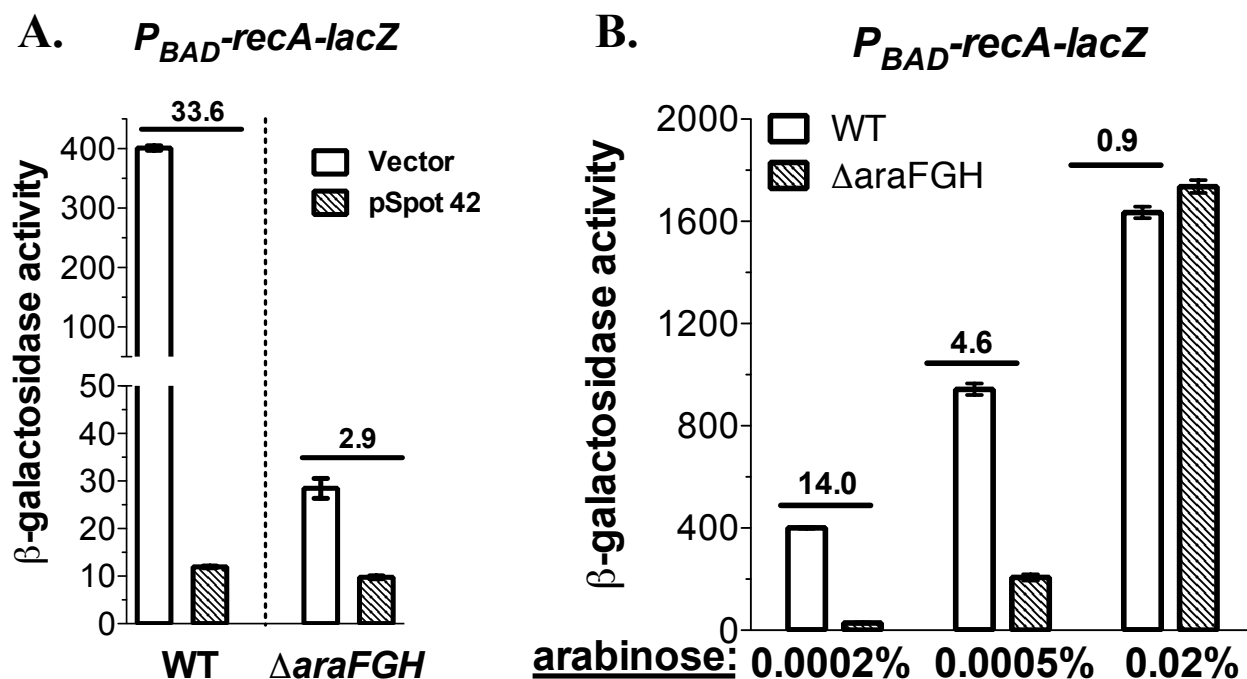 A.
P_BAD-recA-lacZ
β-galactosidase activity
400
300
200
100
50
40
30
20
10
0
33.6
2.9
Vector
pSpot 42
WT
ΔaraFGH
B.
P_BAD-recA-lacZ
β-galactosidase activity
2000
1600
1200
800
400
0
WT
ΔaraFGH
14.0
4.6
0.9
arabinose: 0.0002% 0.0005% 0.02%